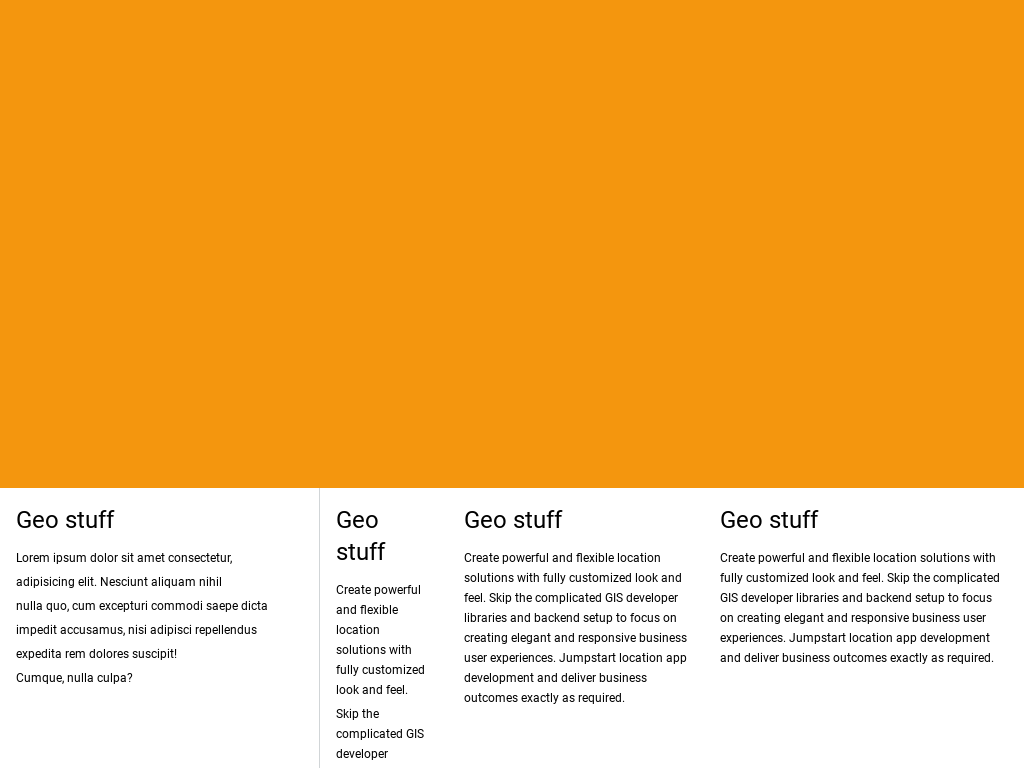 Geo stuff
Lorem ipsum dolor sit amet consectetur,
adipisicing elit. Nesciunt aliquam nihil
nulla quo, cum excepturi commodi saepe dicta
impedit accusamus, nisi adipisci repellendus
expedita rem dolores suscipit!
Cumque, nulla culpa?
Geo
stuff
Create powerful
and flexible
location
solutions with
fully customized
look and feel.
Skip the
complicated GIS
developer
Geo stuff
Create powerful and flexible location
solutions with fully customized look and
feel. Skip the complicated GIS developer
libraries and backend setup to focus on
creating elegant and responsive business
user experiences. Jumpstart location app
development and deliver business
outcomes exactly as required.
Geo stuff
Create powerful and flexible location solutions with
fully customized look and feel. Skip the complicated
GIS developer libraries and backend setup to focus
on creating elegant and responsive business user
experiences. Jumpstart location app development
and deliver business outcomes exactly as required.